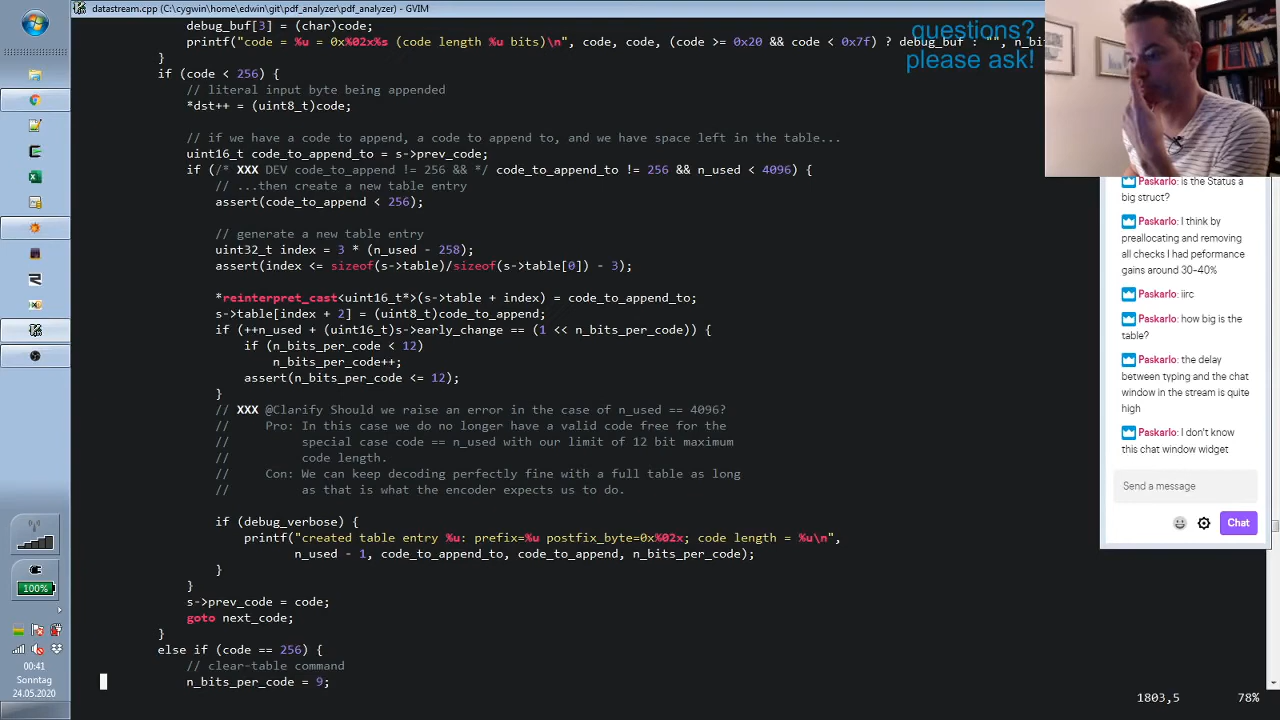 datastream.cpp (C:\cygwin\home\edwin\git\pdf_analyzer\pdf_analyzer) - GVIM
debug_buf[3] = (char)code;
printf("code = %u = 0x%02x%s (code length %u bits)\n", code, code, (code >= 0x20 && code < 0x7f) ? debug_buf : "", n_bi
}
if (code < 256) {
// literal input byte being appended
*dst++ = (uint8_t)code;
// if we have a code to append, a code to append to, and we have space left in the table...
uint16_t code_to_append_to = s->prev_code;
if (/* XXX DEV code_to_append != 256 && */ code_to_append_to != 256 && n_used < 4096) {
// ...then create a new table entry
assert(code_to_append < 256);
// generate a new table entry
uint32_t index = 3 * (n_used - 258);
assert(index <= sizeof(s->table)/sizeof(s->table[0]) - 3);
*reinterpret_cast<uint16_t*>(s->table + index) = code_to_append_to;
s->table[index + 2] = (uint8_t)code_to_append;
if (++n_used + (uint16_t)s->early_change == (1 << n_bits_per_code)) {
if (n_bits_per_code < 12)
n_bits_per_code++;
assert(n_bits_per_code <= 12);
}
// XXX @Clarify Should we raise an error in the case of n_used == 4096?
// Pro: In this case we do no longer have a valid code free for the
// special case code == n_used with our limit of 12 bit maximum
// code length.
// Con: We can keep decoding perfectly fine with a full table as long
// as that is what the encoder expects us to do.
if (debug_verbose) {
printf("created table entry %u: prefix=%u postfix_byte=0x%02x; code length = %u\n",
n_used - 1, code_to_append_to, code_to_append, n_bits_per_code);
}
}
s->prev_code = code;
goto next_code;
}
else if (code == 256) {
// clear-table command
n_bits_per_code = 9;
1803,5 78%
questions?
please ask!
Paskarlo: is the Status a
big struct?
Paskarlo: I think by
preallocating and removing
all checks I had peformance
gains around 30-40%
Paskarlo: iirc
Paskarlo: how big is the
table?
Paskarlo: the delay
between typing and the chat
window in the stream is quite
high
Paskarlo: I don't know
this chat window widget
Send a message
Chat
100%
00:41
Sonntag
24.05.2020